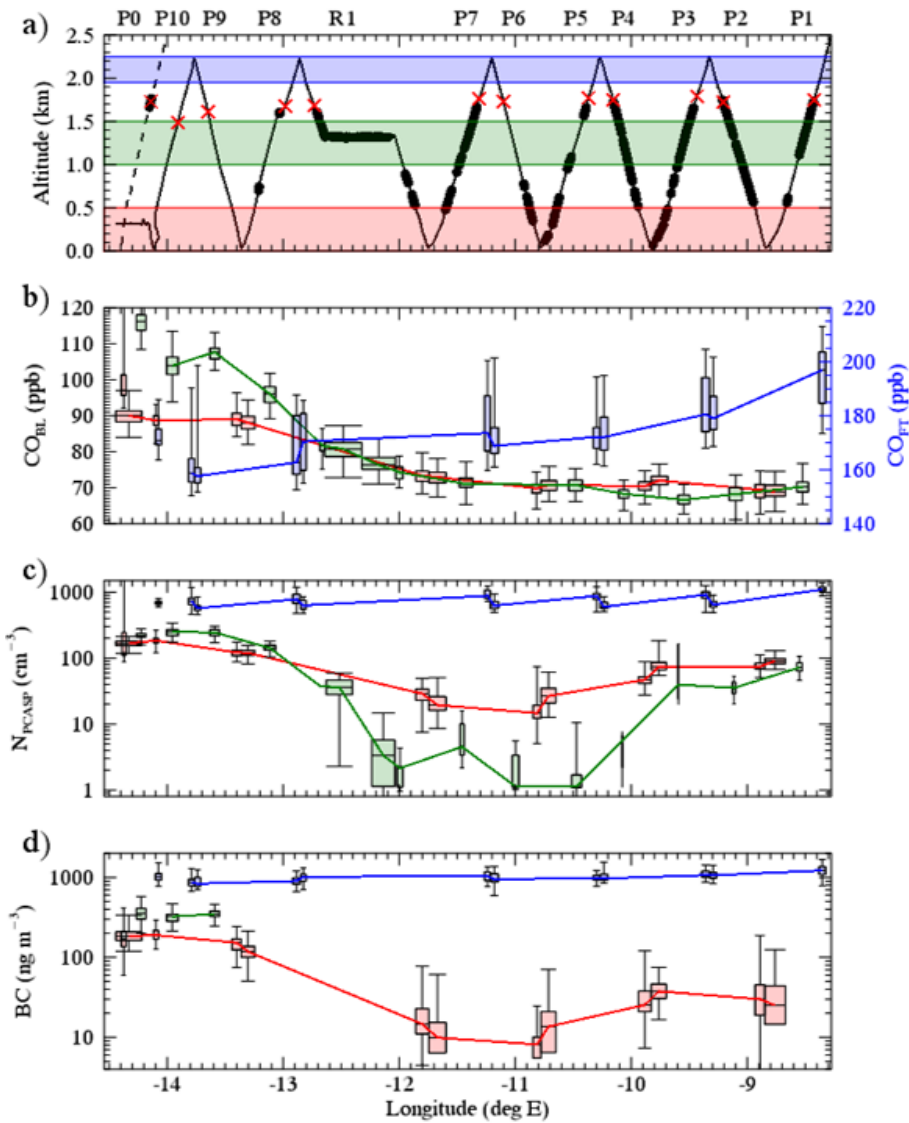 P0 P10 P9 P8 R1 P7 P6 P5 P4 P3 P2 P1
a)
2.5
2.0
1.5
1.0
0.5
0.0
Altitude (km)
b)
120
110
100
90
80
70
60
CO_BL (ppb)
220
200
180
160
140
CO_FT (ppb)
c)
1000
100
10
1
N_PCASP (cm⁻³)
d)
1000
100
10
BC (ng m⁻³)
-14 -13 -12 -11 -10 -9
Longitude (deg E)